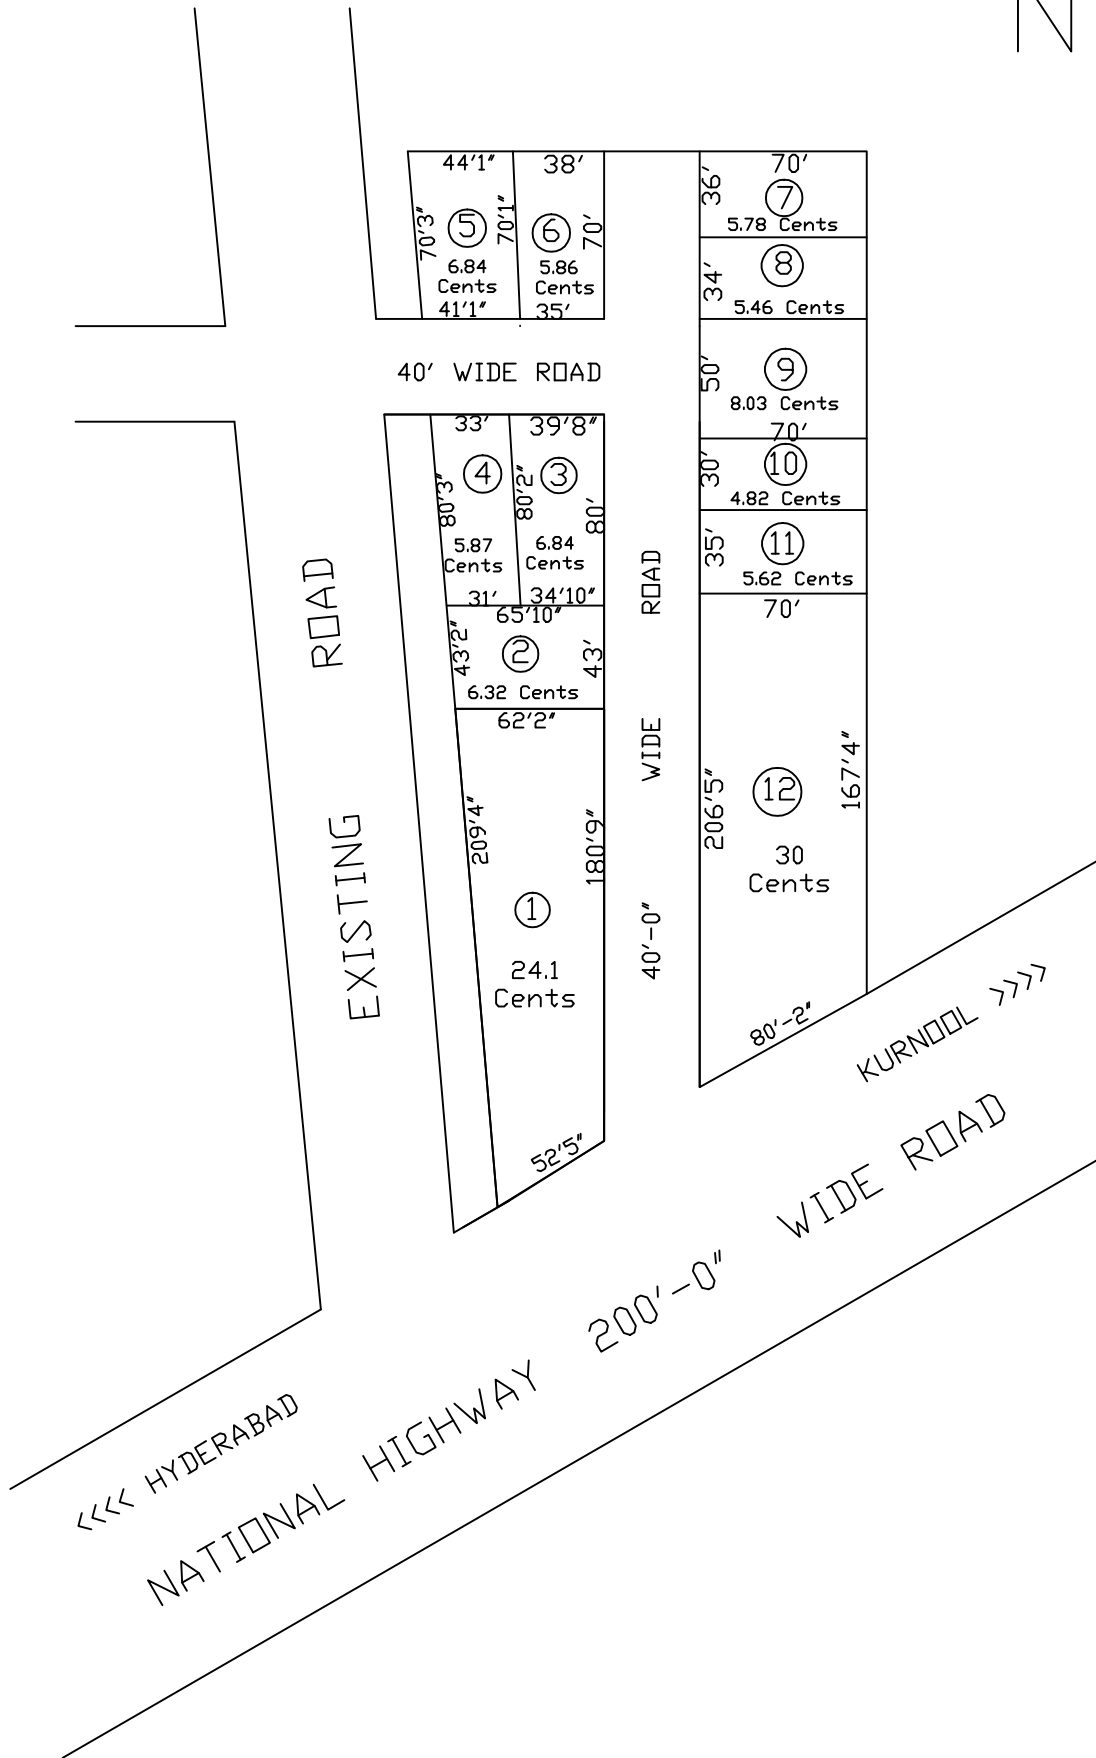 N
44'1"
38'
70'3"
5
70'1"
6
70'
6.84
Cents
5.86
Cents
41'1"
35'
70'
36'
7
5.78 Cents
34'
8
5.46 Cents
50'
9
8.03 Cents
70'
30'
10
4.82 Cents
35'
11
5.62 Cents
70'
40' WIDE ROAD
33'
39'8"
4
3
80'3"
80'2"
80'
5.87
Cents
6.84
Cents
31'
34'10"
65'10"
43'2"
2
43'
6.32 Cents
62'2"
209'4"
180'9"
1
24.1
Cents
52'5"
206'5"
12
167'4"
30
Cents
80'-2"
EXISTING ROAD
40'-0" WIDE ROAD
KURNOOL >>>>
<<<< HYDERABAD
NATIONAL HIGHWAY 200'-0" WIDE ROAD